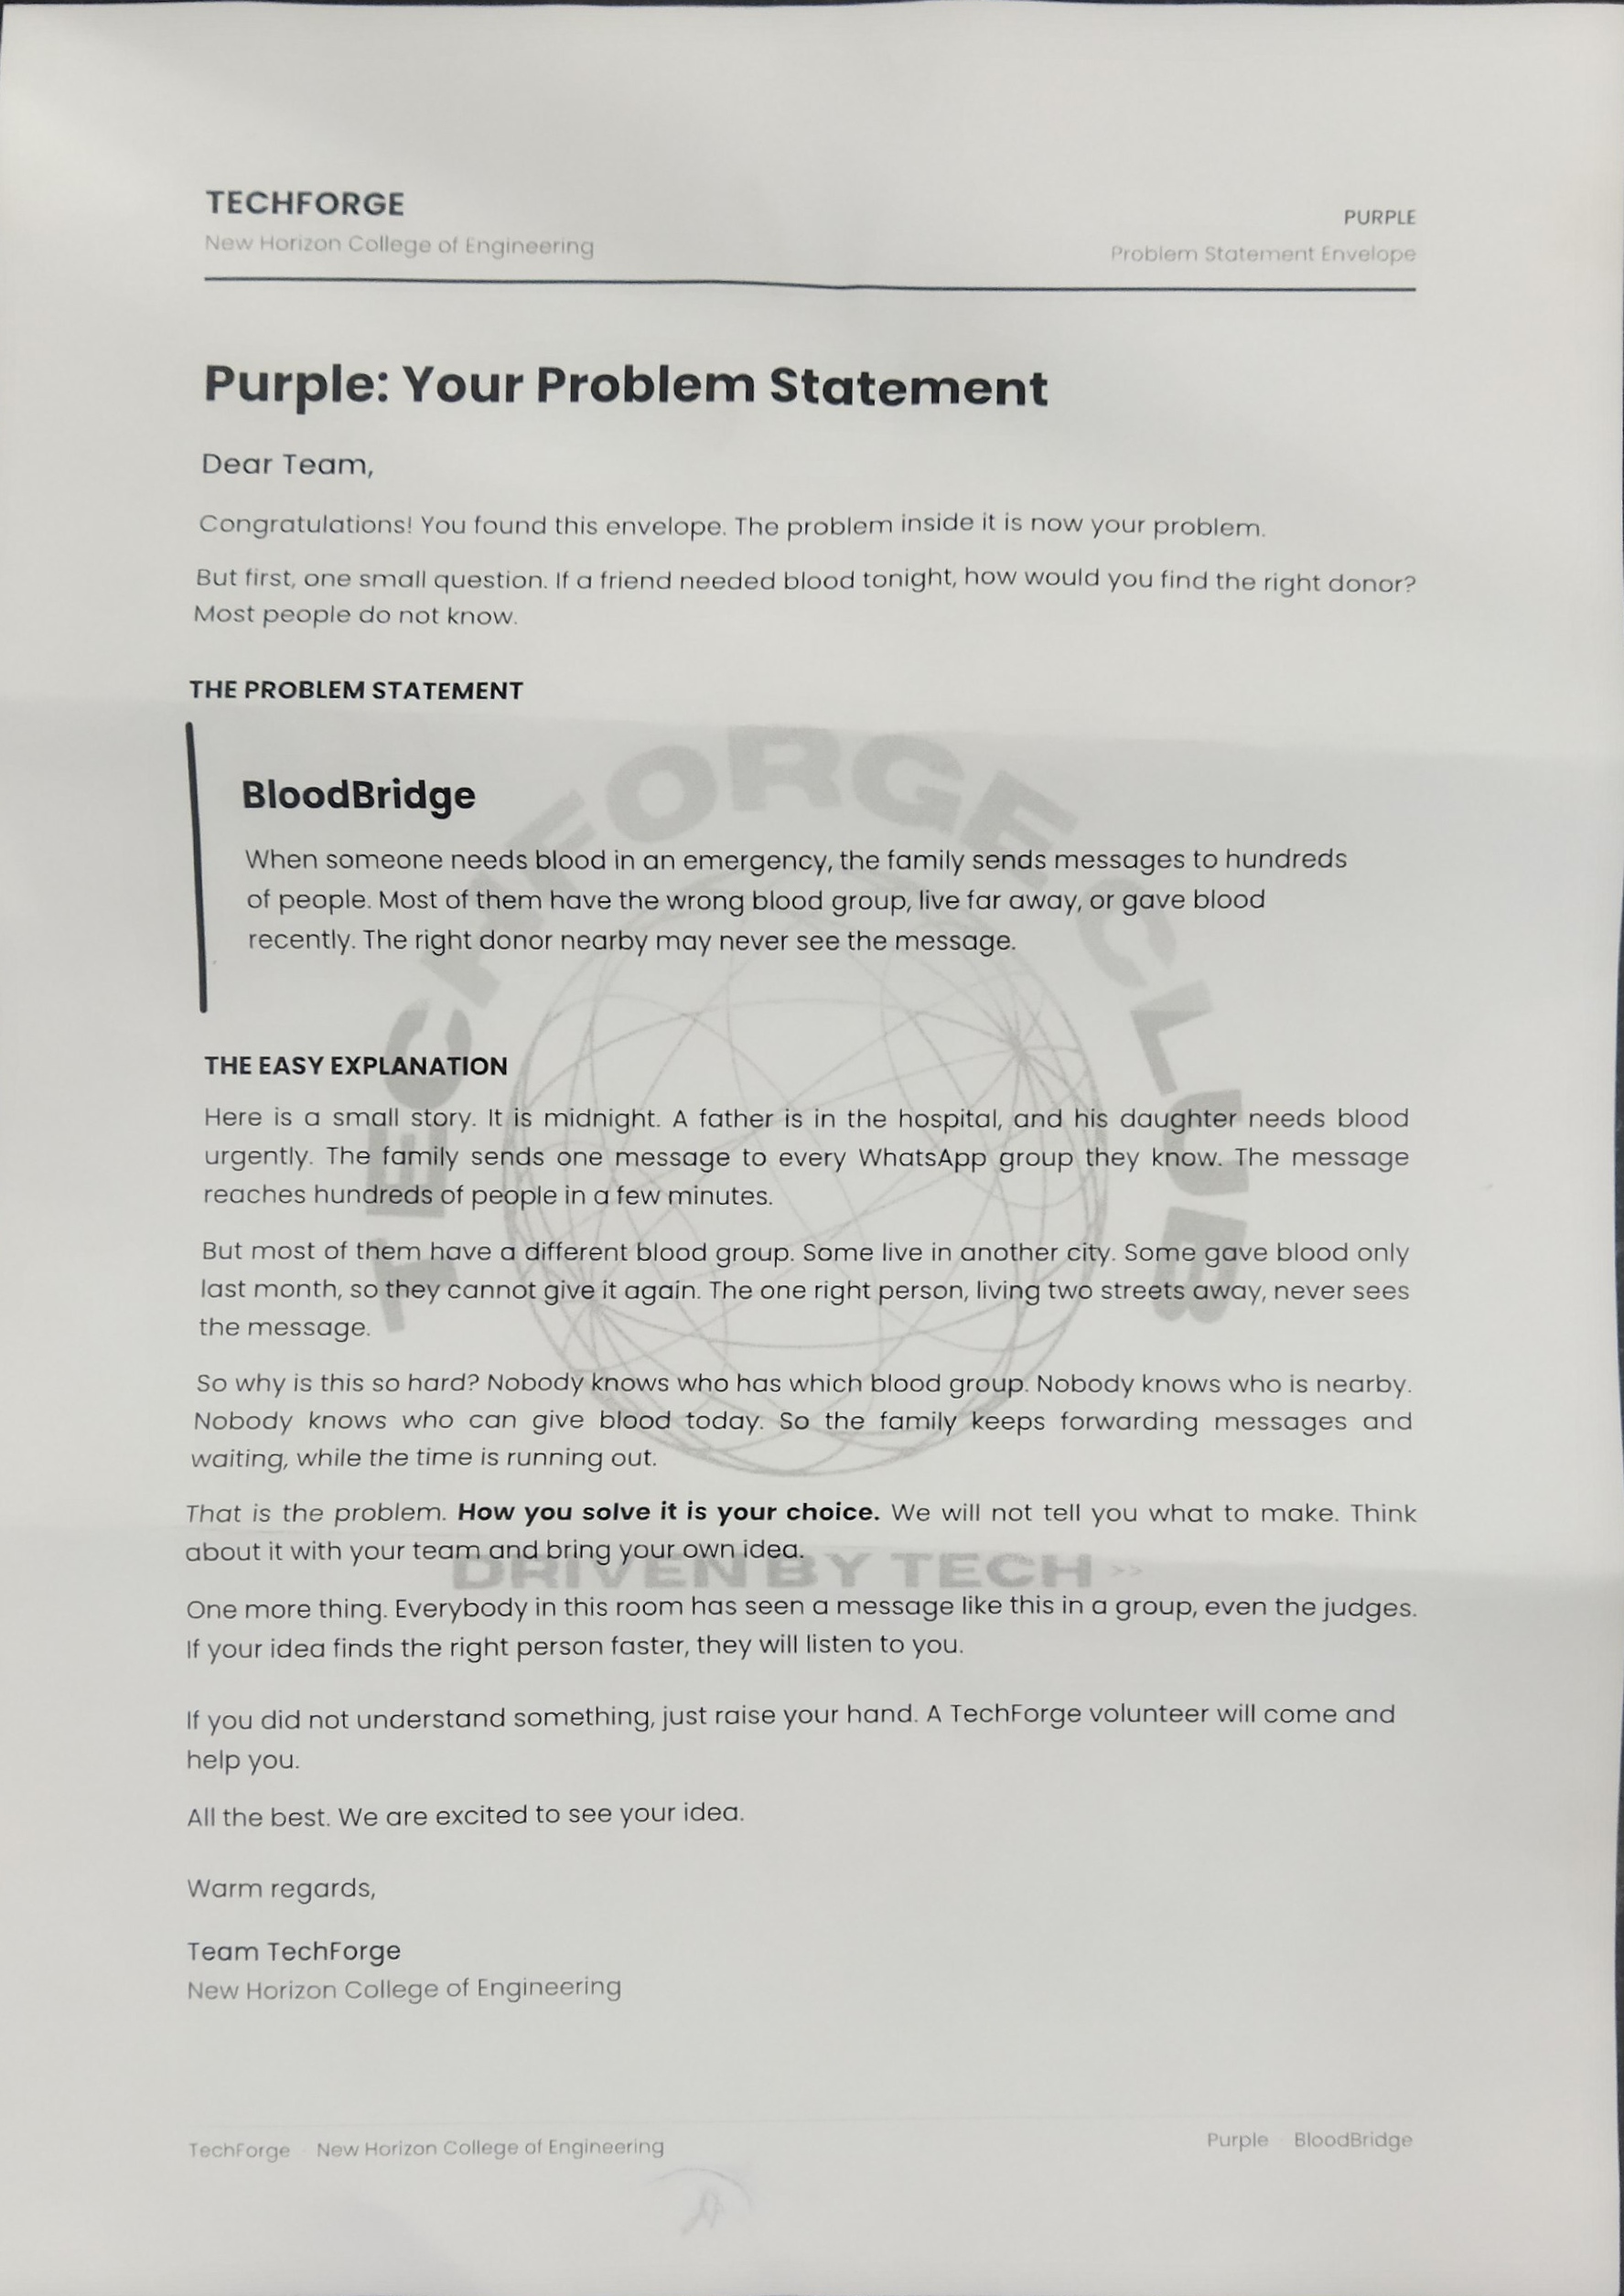 TECHFORGE
New Horizon College of Engineering
PURPLE
Problem Statement Envelope
Purple: Your Problem Statement
Dear Team,
Congratulations! You found this envelope. The problem inside it is now your problem.
But first, one small question. If a friend needed blood tonight, how would you find the right donor?
Most people do not know.
THE PROBLEM STATEMENT
BloodBridge
When someone needs blood in an emergency, the family sends messages to hundreds
of people. Most of them have the wrong blood group, live far away, or gave blood
recently. The right donor nearby may never see the message.
THE EASY EXPLANATION
Here is a small story. It is midnight. A father is in the hospital, and his daughter needs blood
urgently. The family sends one message to every WhatsApp group they know. The message
reaches hundreds of people in a few minutes.
But most of them have a different blood group. Some live in another city. Some gave blood only
last month, so they cannot give it again. The one right person, living two streets away, never sees
the message.
So why is this so hard? Nobody knows who has which blood group. Nobody knows who is nearby.
Nobody knows who can give blood today. So the family keeps forwarding messages and
waiting, while the time is running out.
That is the problem. How you solve it is your choice. We will not tell you what to make. Think
about it with your team and bring your own idea.
One more thing. Everybody in this room has seen a message like this in a group, even the judges.
If your idea finds the right person faster, they will listen to you.
If you did not understand something, just raise your hand. A TechForge volunteer will come and
help you.
All the best. We are excited to see your idea.
Warm regards,
Team TechForge
New Horizon College of Engineering
TechForge New Horizon College of Engineering
Purple BloodBridge
TECHFORGE CLUB
DRIVEN BY TECH >>